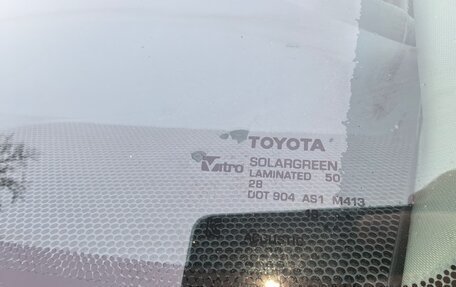 TOYOTA
Vitro SOLARGREEN
LAMINATED 50
2B
DOT 904 AS1 M413